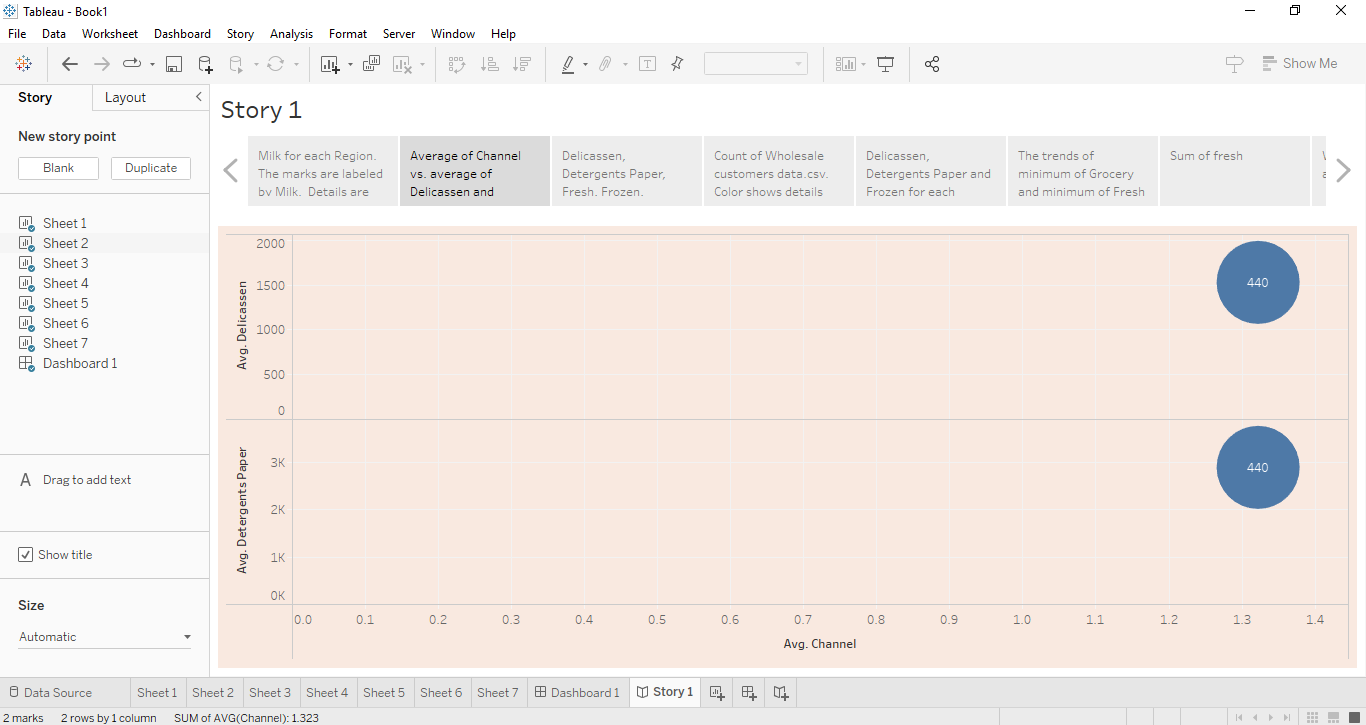 Tableau - Book1
File Data Worksheet Dashboard Story Analysis Format Server Window Help
Show Me
Story Layout
New story point
Blank Duplicate
Sheet 1
Sheet 2
Sheet 3
Sheet 4
Sheet 5
Sheet 6
Sheet 7
Dashboard 1
A Drag to add text
Show title
Size
Automatic
Story 1
Milk for each Region.
The marks are labeled
by Milk. Details are
Average of Channel
vs. average of
Delicassen and
Delicassen,
Detergents Paper,
Fresh. Frozen.
Count of Wholesale
customers data.csv.
Color shows details
Delicassen,
Detergents Paper and
Frozen for each
The trends of
minimum of Grocery
and minimum of Fresh
Sum of fresh
Avg. Delicassen
2000
1500
1000
500
0
440
Avg. Detergents Paper
3K
2K
1K
0K
440
0.0 0.1 0.2 0.3 0.4 0.5 0.6 0.7 0.8 0.9 1.0 1.1 1.2 1.3 1.4
Avg. Channel
Data Source Sheet 1 Sheet 2 Sheet 3 Sheet 4 Sheet 5 Sheet 6 Sheet 7 Dashboard 1 Story 1
2 marks 2 rows by 1 column SUM of AVG(Channel): 1.323